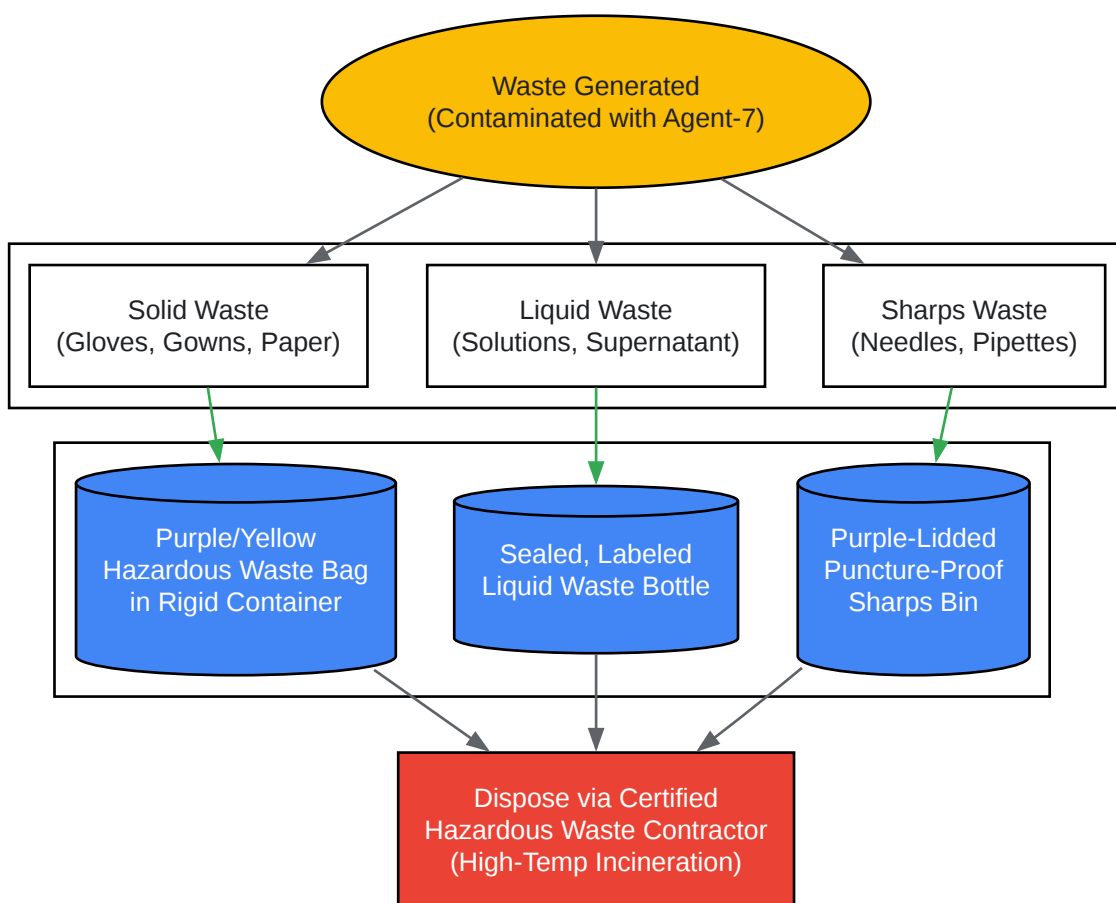 Waste Generated
(Contaminated with Agent-7)
Solid Waste
(Gloves, Gowns, Paper)
Liquid Waste
(Solutions, Supernatant)
Sharps Waste
(Needles, Pipettes)
Purple/Yellow
Hazardous Waste Bag
in Rigid Container
Sealed, Labeled
Liquid Waste Bottle
Purple-Lidded
Puncture-Proof
Sharps Bin
Dispose via Certified
Hazardous Waste Contractor
(High-Temp Incineration)